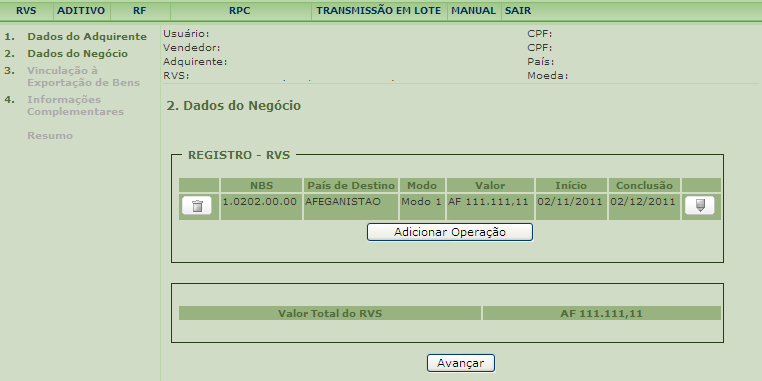 RVS ADITIVO RF RPC TRANSMISSÃO EM LOTE MANUAL SAIR
1. Dados do Adquirente
2. Dados do Negócio
3. Vinculação à
Exportação de Bens
4. Informações
Complementares
Resumo
Usuário: CPF:
Vendedor: CPF:
Adquirente: País:
RVS: Moeda:
2. Dados do Negócio
REGISTRO - RVS
NBS País de Destino Modo Valor Início Conclusão
1.0202.00.00 AFEGANISTAO Modo 1 AF 111.111,11 02/11/2011 02/12/2011
Adicionar Operação
Valor Total do RVS AF 111.111,11
Avançar